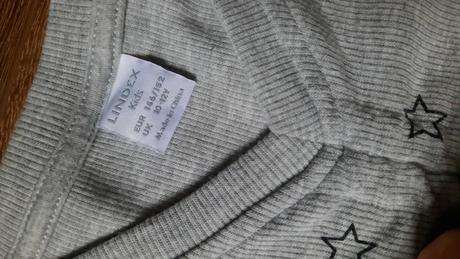 LINDEX
Kids
EUR 146/152
UK 10-12Y
Made in China